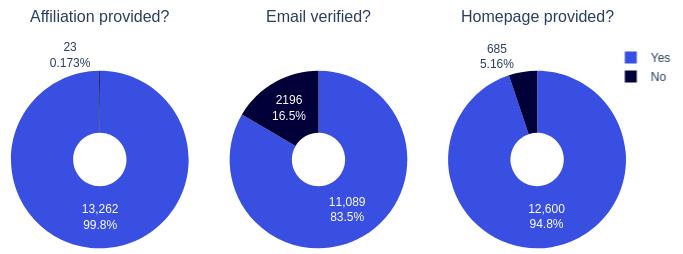 Affiliation provided?
23
0.173%
13,262
99.8%
Email verified?
2196
16.5%
11,089
83.5%
Homepage provided?
685
5.16%
12,600
94.8%
Yes
No